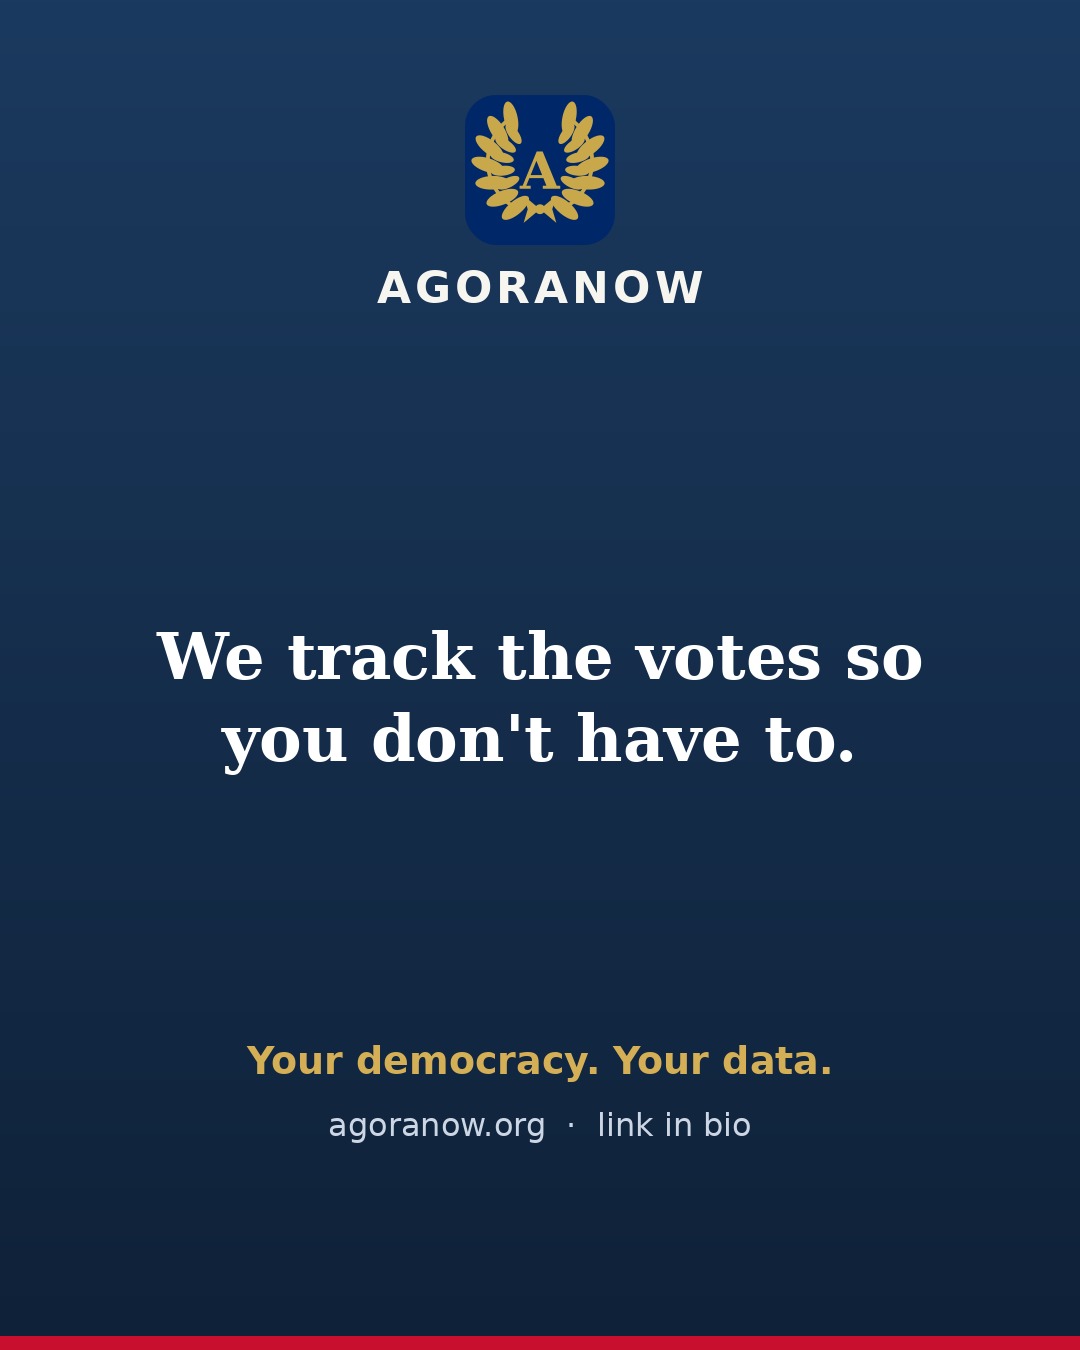 A
AGORANOW
We track the votes so
you don't have to.
Your democracy. Your data.
agoranow.org · link in bio